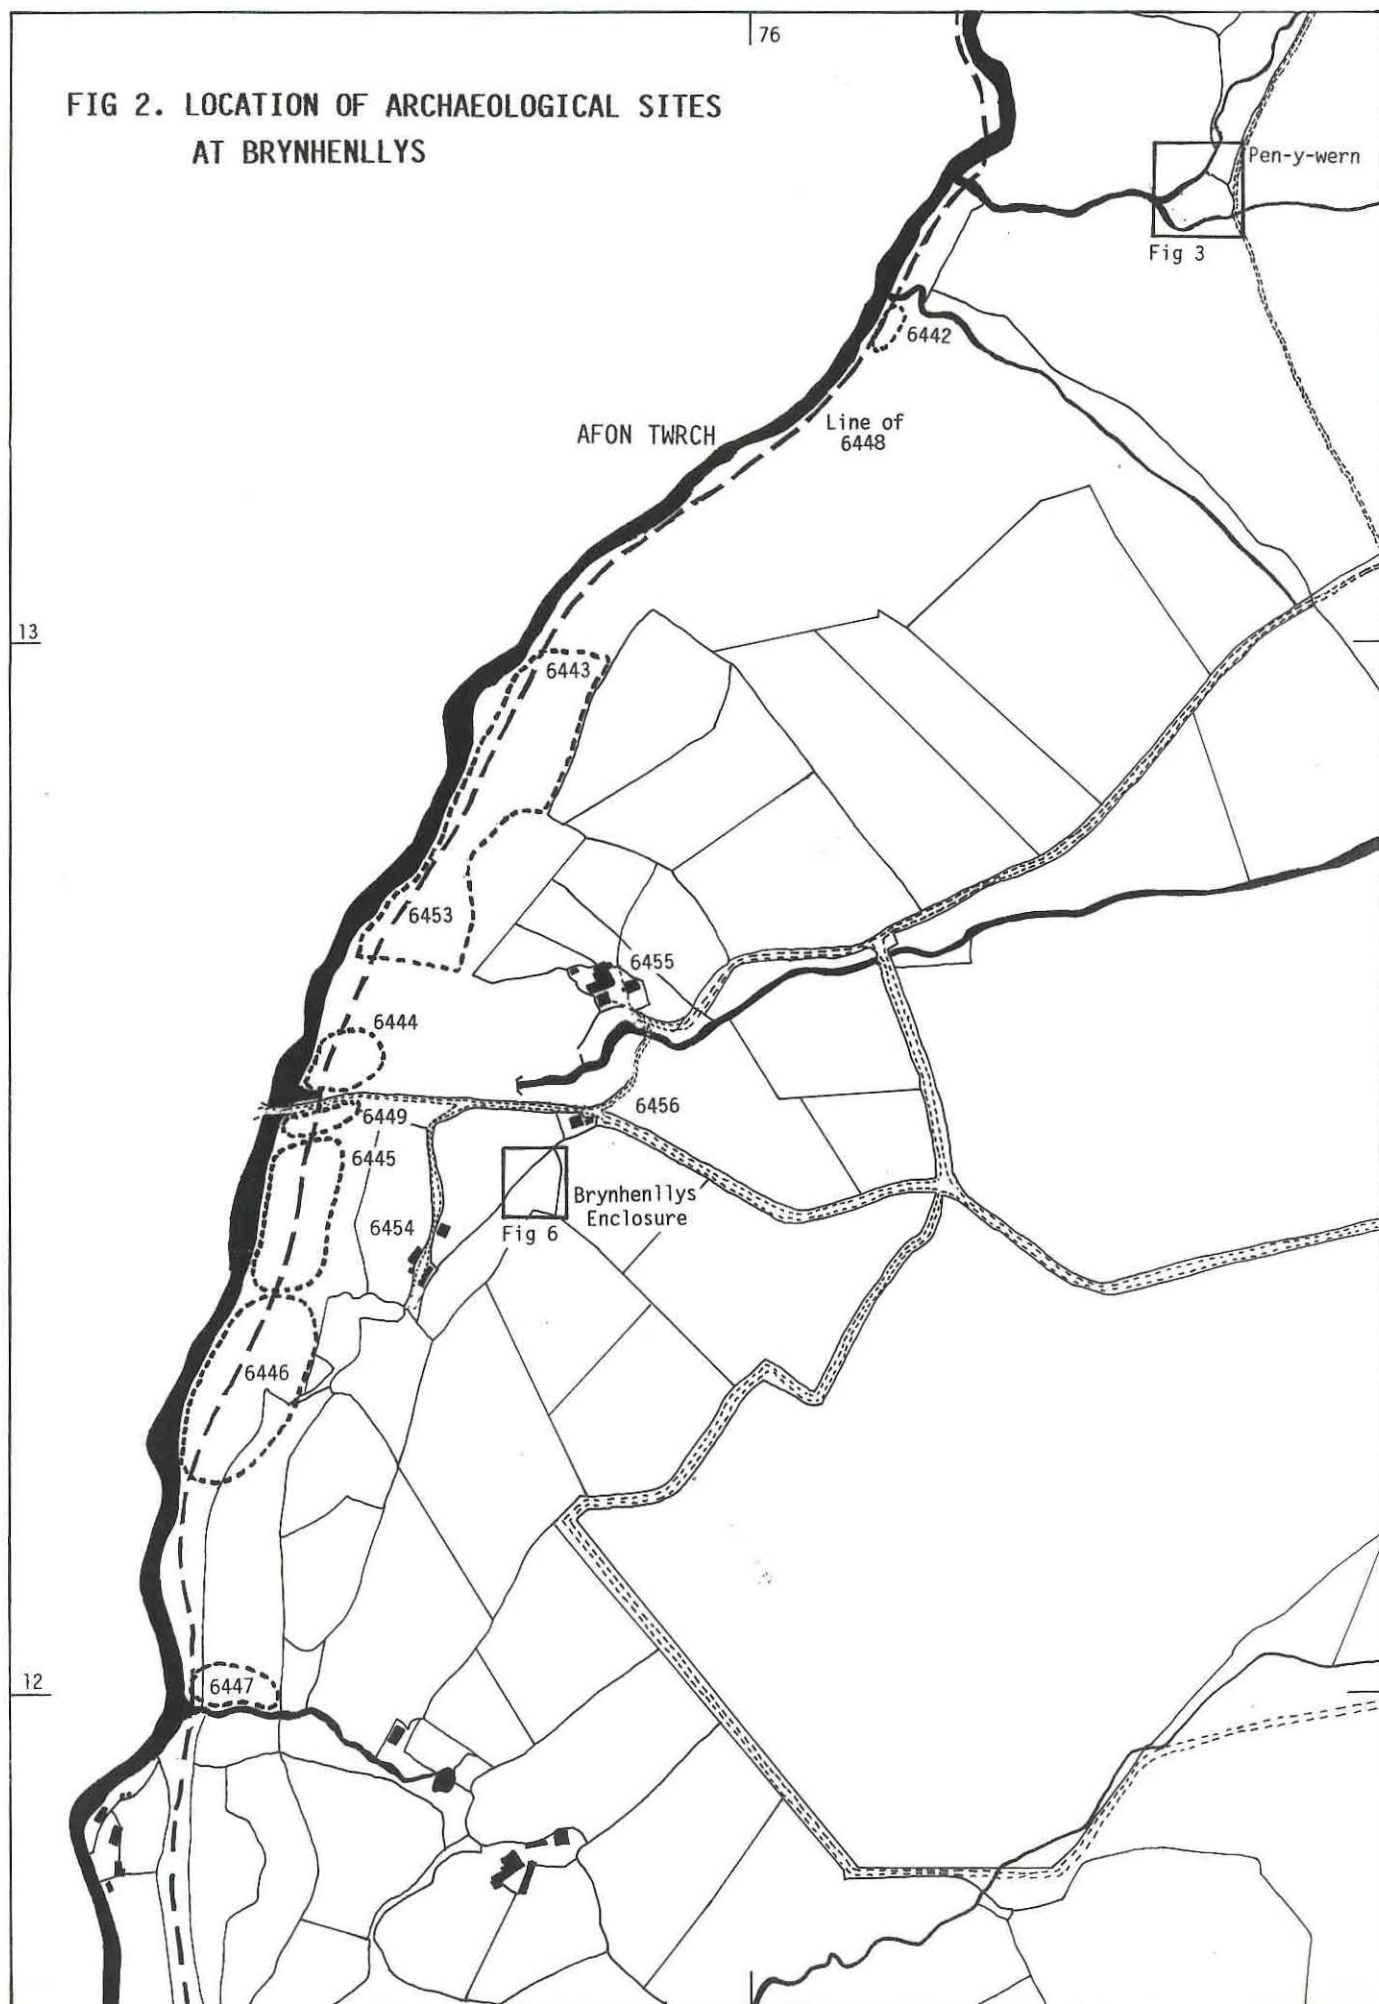 76
FIG 2. LOCATION OF ARCHAEOLOGICAL SITES
AT BRYNHENLLYS
Pen-y-wern
Fig 3
6442
AFON TWRCH
Line of
6448
13
6443
6453
6455
6444
6449
6456
6445
Brynhenllys
Enclosure
6454
Fig 6
6446
12
6447